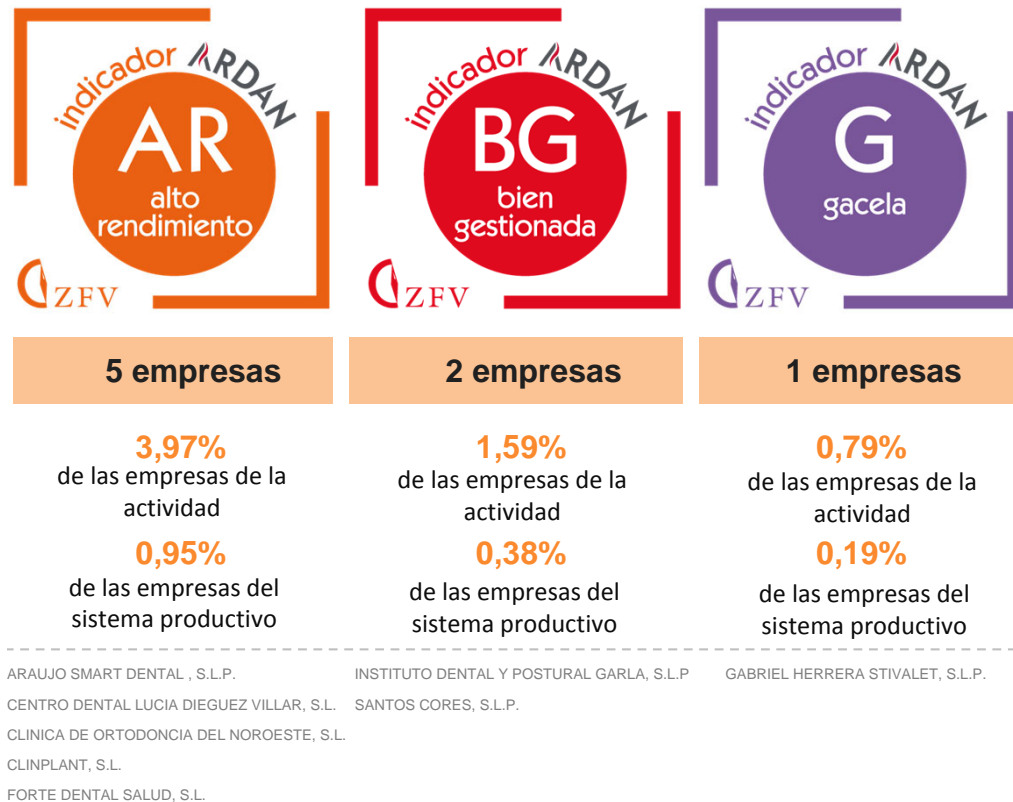 indicador ARDAN
AR
alto
rendimiento
ZFV
5 empresas
3,97%
de las empresas de la
actividad
0,95%
de las empresas del
sistema productivo
ARAUJO SMART DENTAL , S.L.P.
CENTRO DENTAL LUCIA DIEGUEZ VILLAR, S.L.
CLINICA DE ORTODONCIA DEL NOROESTE, S.L.
CLINPLANT, S.L.
FORTE DENTAL SALUD, S.L.
indicador ARDAN
BG
bien
gestionada
ZFV
2 empresas
1,59%
de las empresas de la
actividad
0,38%
de las empresas del
sistema productivo
INSTITUTO DENTAL Y POSTURAL GARLA, S.L.P
SANTOS CORES, S.L.P.
indicador ARDAN
G
gacela
ZFV
1 empresas
0,79%
de las empresas de la
actividad
0,19%
de las empresas del
sistema productivo
GABRIEL HERRERA STIVALET, S.L.P.